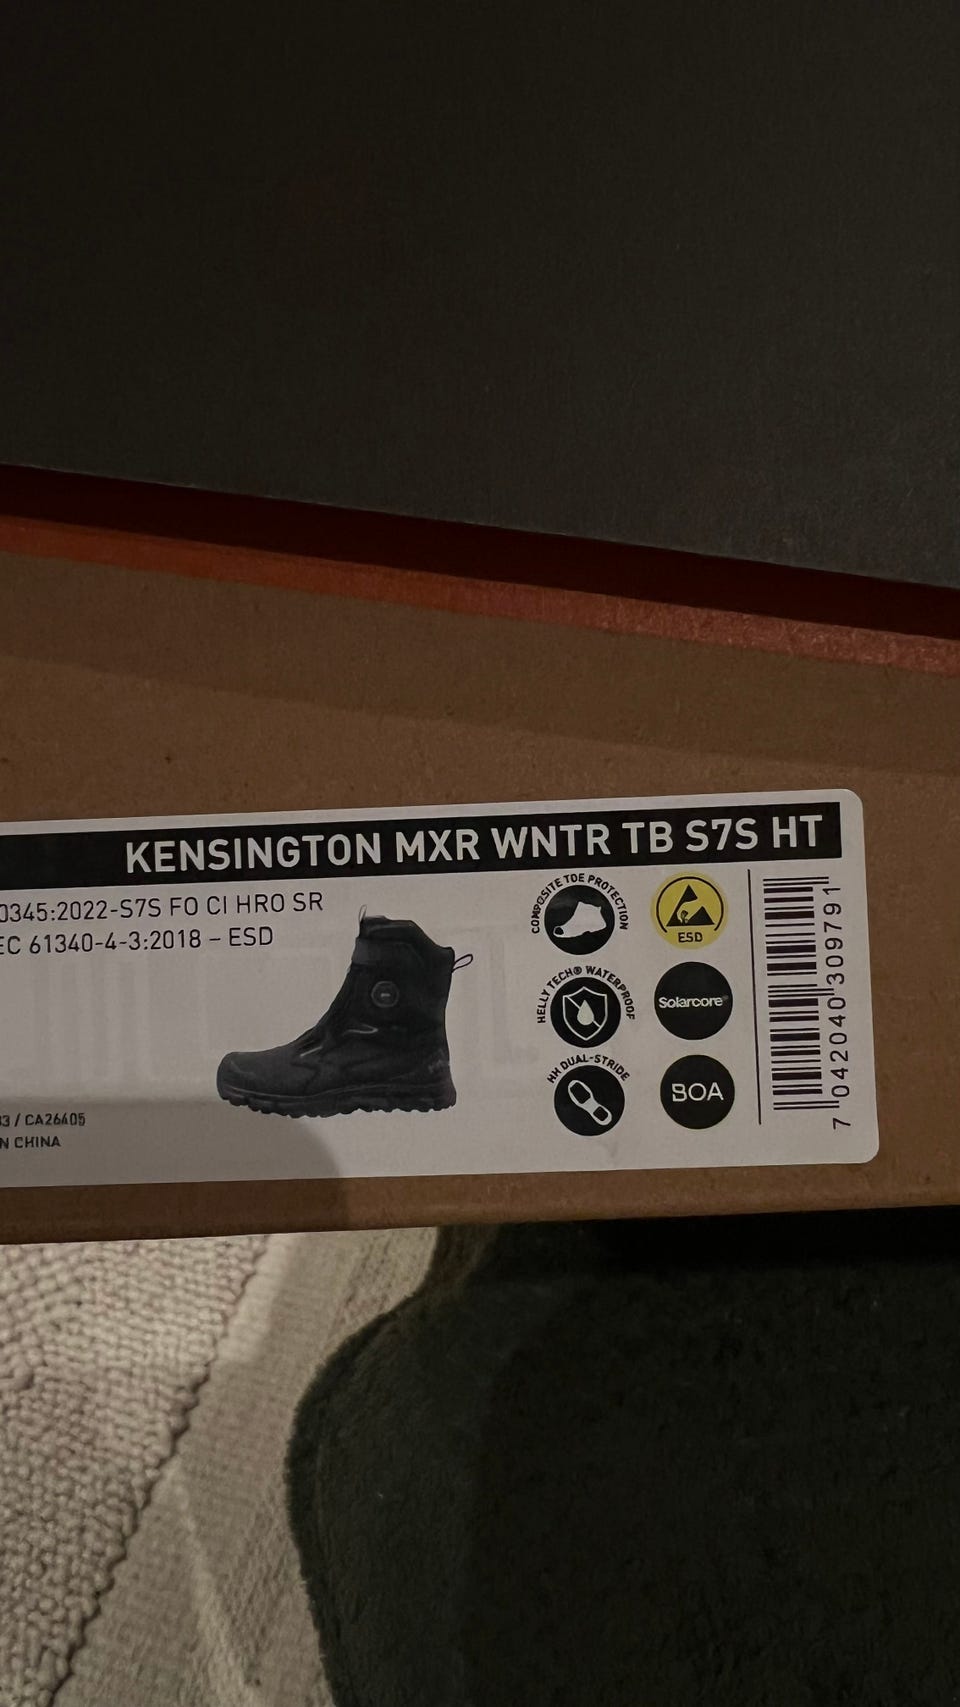 KENSINGTON MXR WNTR TB S7S HT
0345:2022-S7S FO CI HRO SR
EC 61340-4-3:2018 – ESD
COMPOSITE TOE PROTECTION
ESD
HELLY TECH® WATERPROOF
Solarcore®
HH DUAL-STRIDE
BOA
7 042040 309791
33 / CA26405
N CHINA